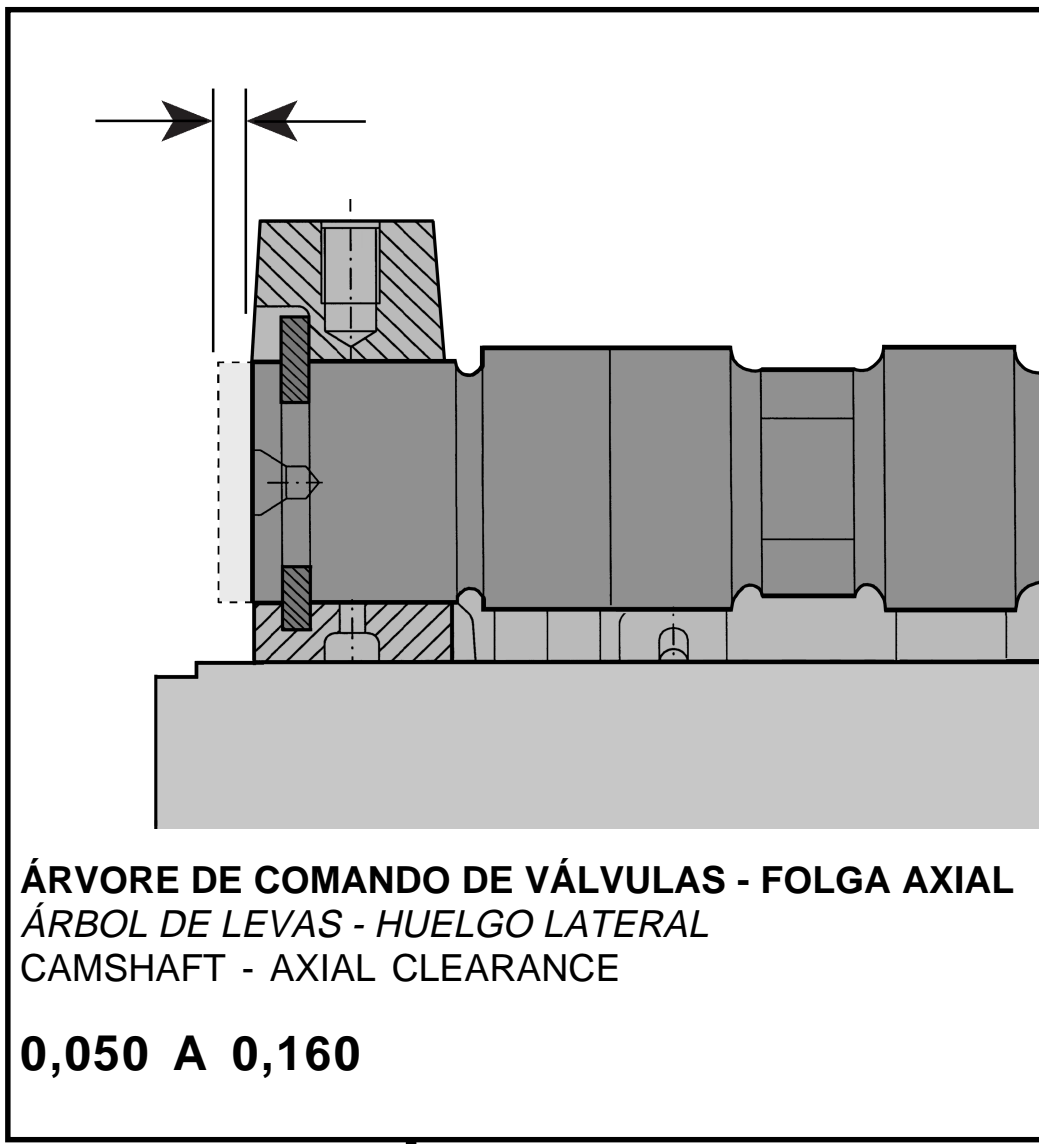 ÁRVORE DE COMANDO DE VÁLVULAS - FOLGA AXIAL
ÁRBOL DE LEVAS - HUELGO LATERAL
CAMSHAFT - AXIAL CLEARANCE
0,050 A 0,160